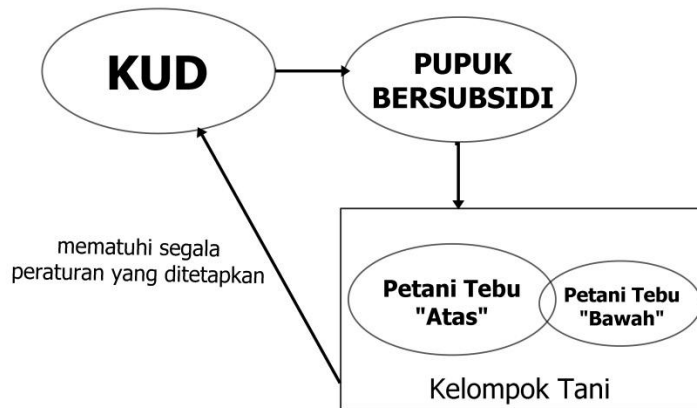 KUD
PUPUK
BERSUBSIDI
mematuhi segala
peraturan yang ditetapkan
Petani Tebu
"Atas"
Petani Tebu
"Bawah"
Kelompok Tani